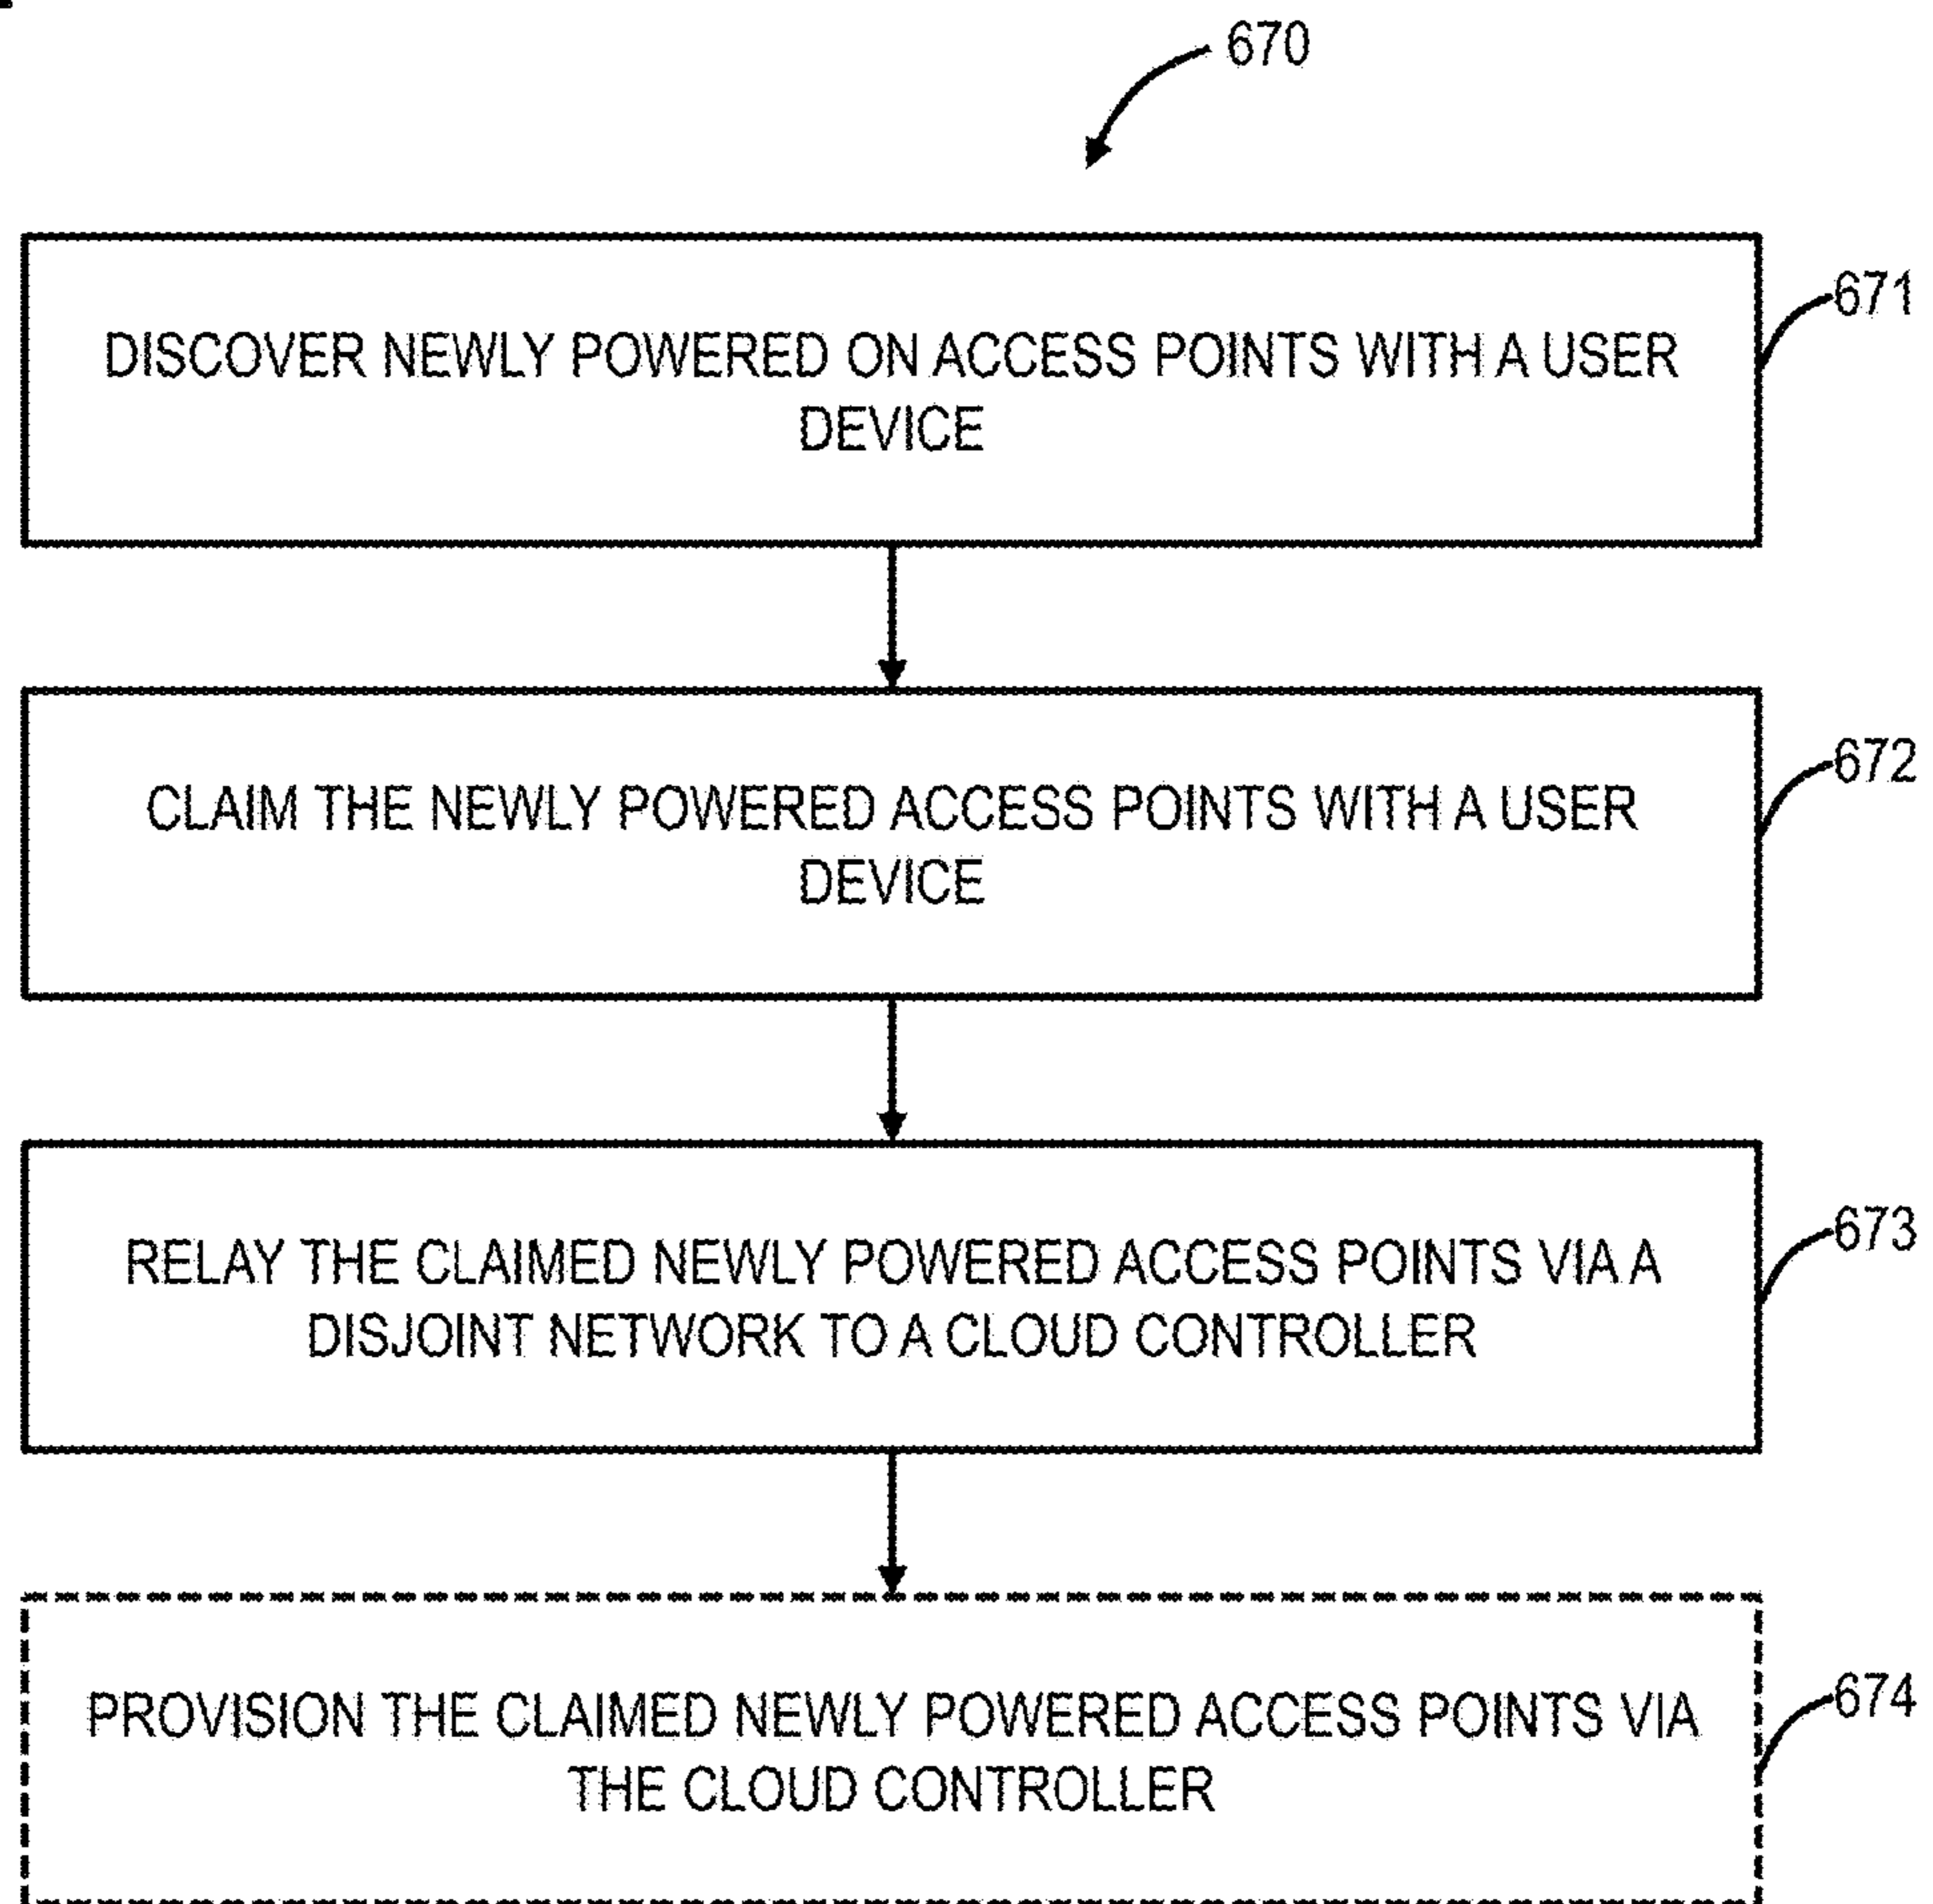 670
DISCOVER NEWLY POWERED ON ACCESS POINTS WITH A USER
DEVICE
671
CLAIM THE NEWLY POWERED ACCESS POINTS WITH A USER
DEVICE
672
RELAY THE CLAIMED NEWLY POWERED ACCESS POINTS VIA A
DISJOINT NETWORK TO A CLOUD CONTROLLER
673
PROVISION THE CLAIMED NEWLY POWERED ACCESS POINTS VIA
THE CLOUD CONTROLLER
674